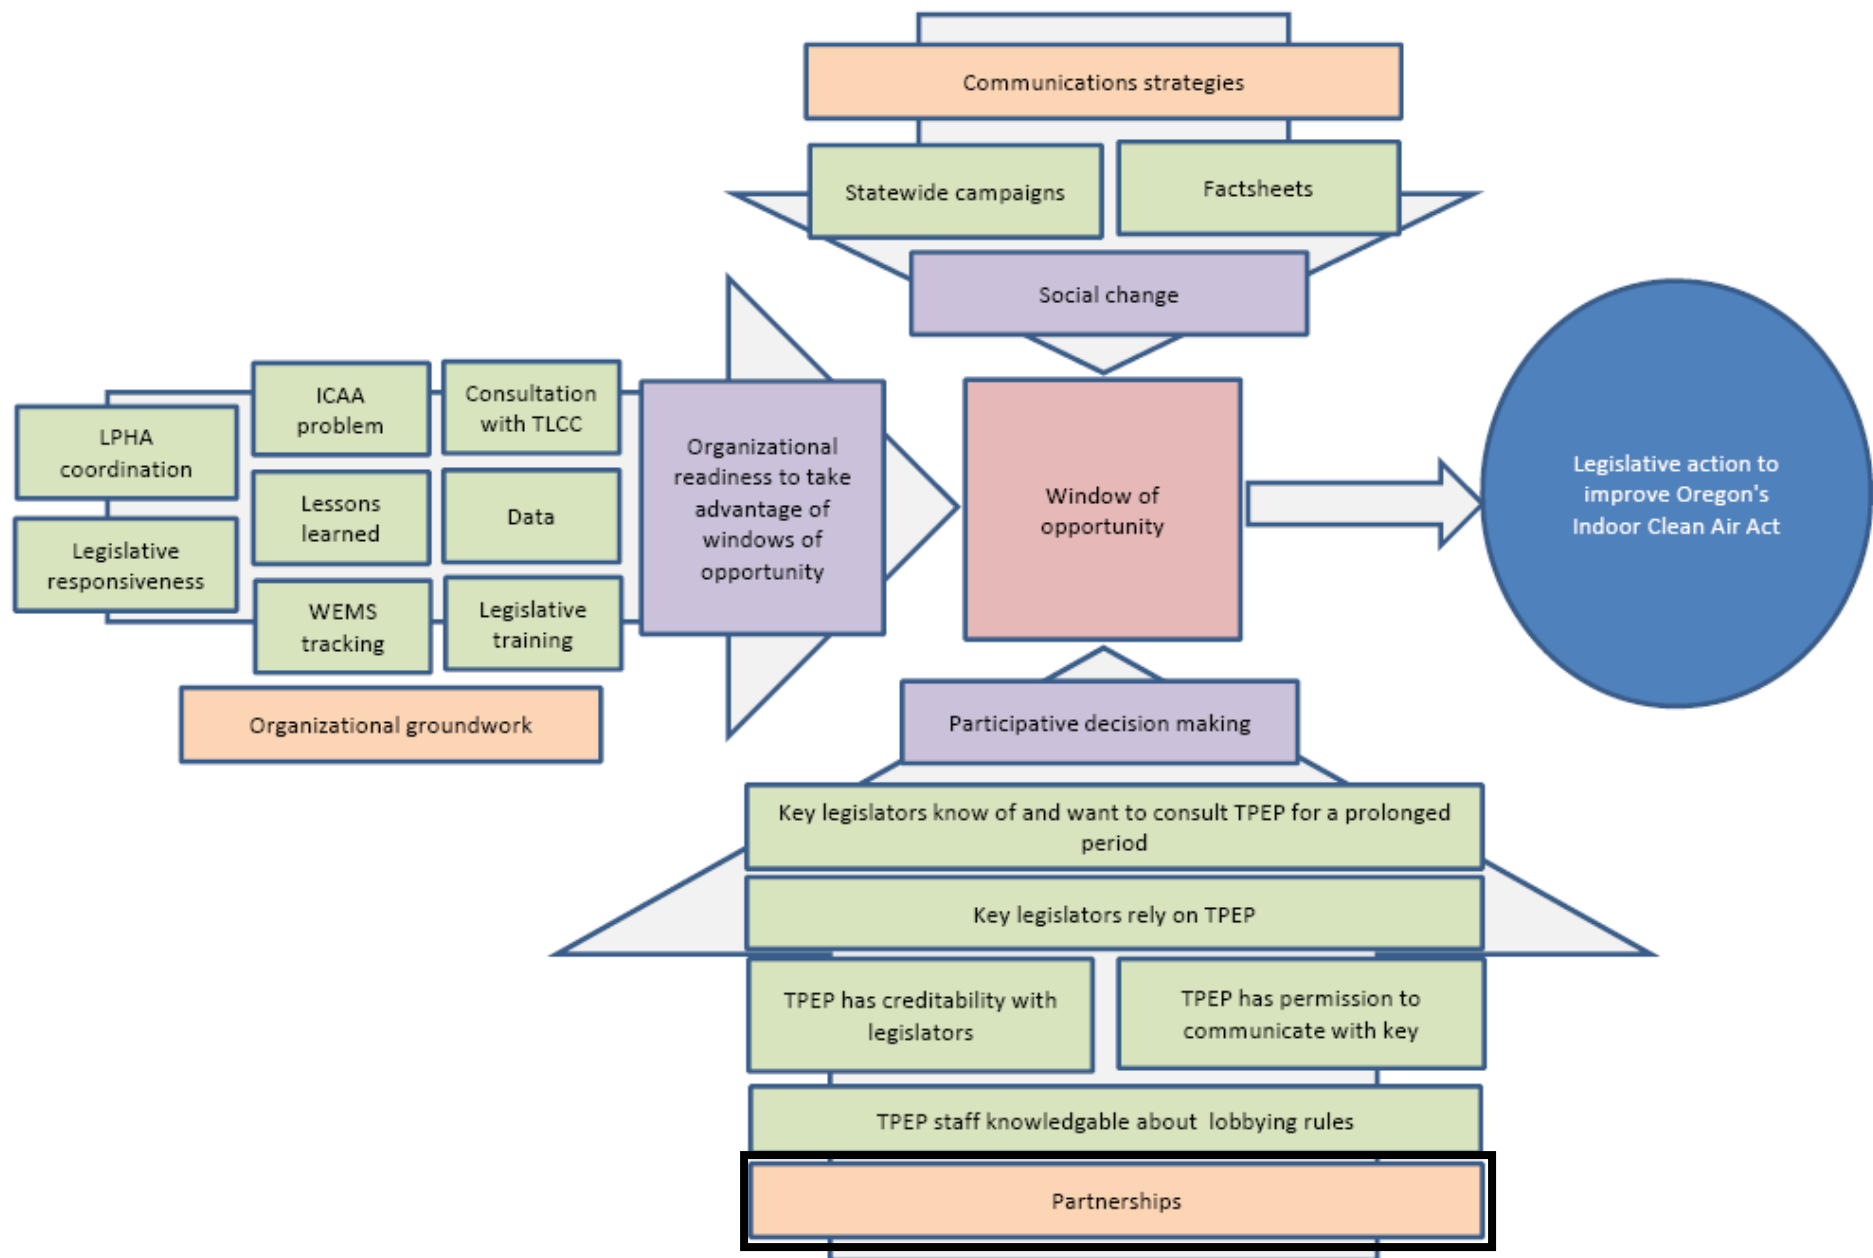 Communications strategies
Statewide campaigns
Factsheets
Social change
LPHA
coordination
Legislative
responsiveness
ICAA
problem
Lessons
learned
WEMS
tracking
Consultation
with TLCC
Data
Legislative
training
Organizational groundwork
Organizational
readiness to take
advantage of
windows of
opportunity
Window of
opportunity
Legislative action to
improve Oregon's
Indoor Clean Air Act
Participative decision making
Key legislators know of and want to consult TPEP for a prolonged
period
Key legislators rely on TPEP
TPEP has creditability with
legislators
TPEP has permission to
communicate with key
TPEP staff knowledgable about lobbying rules
Partnerships